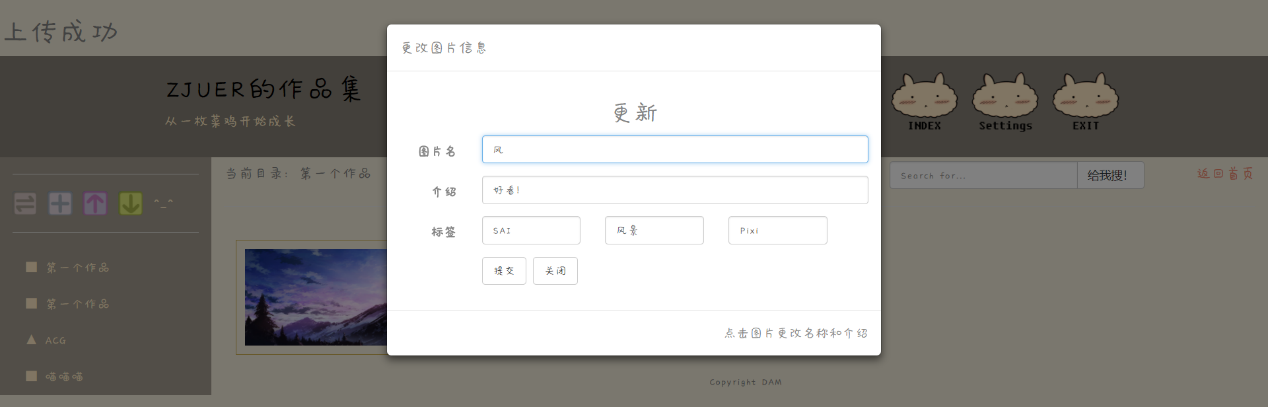 上传成功
ZJUER的作品集
从一枚菜鸡开始成长
INDEX
Settings
EXIT
^_^
第一个作品
第一个作品
ACG
喵喵喵
当前目录: 第一个作品
Search for...
给我搜!
返回首页
更改图片信息
更新
图片名
风
介绍
好看!
标签
SAI
风景
Pixi
提交
关闭
点击图片更改名称和介绍
Copyright DAM